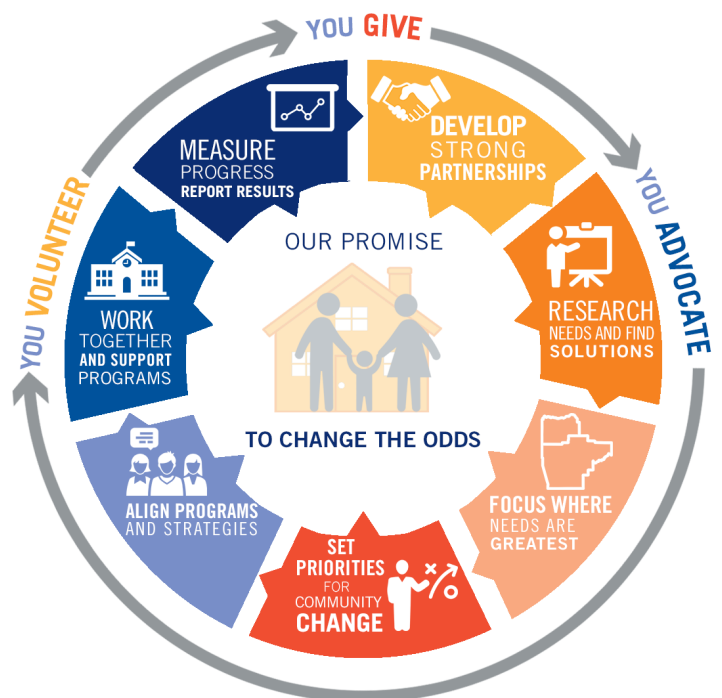 YOU GIVE
YOU ADVOCATE
YOU VOLUNTEER
DEVELOP
STRONG
PARTNERSHIPS
RESEARCH
NEEDS AND FIND
SOLUTIONS
FOCUS WHERE
NEEDS ARE
GREATEST
SET
PRIORITIES
FOR
COMMUNITY
CHANGE
ALIGN PROGRAMS
AND STRATEGIES
WORK
TOGETHER
AND SUPPORT
PROGRAMS
MEASURE
PROGRESS
REPORT RESULTS
OUR PROMISE
TO CHANGE THE ODDS